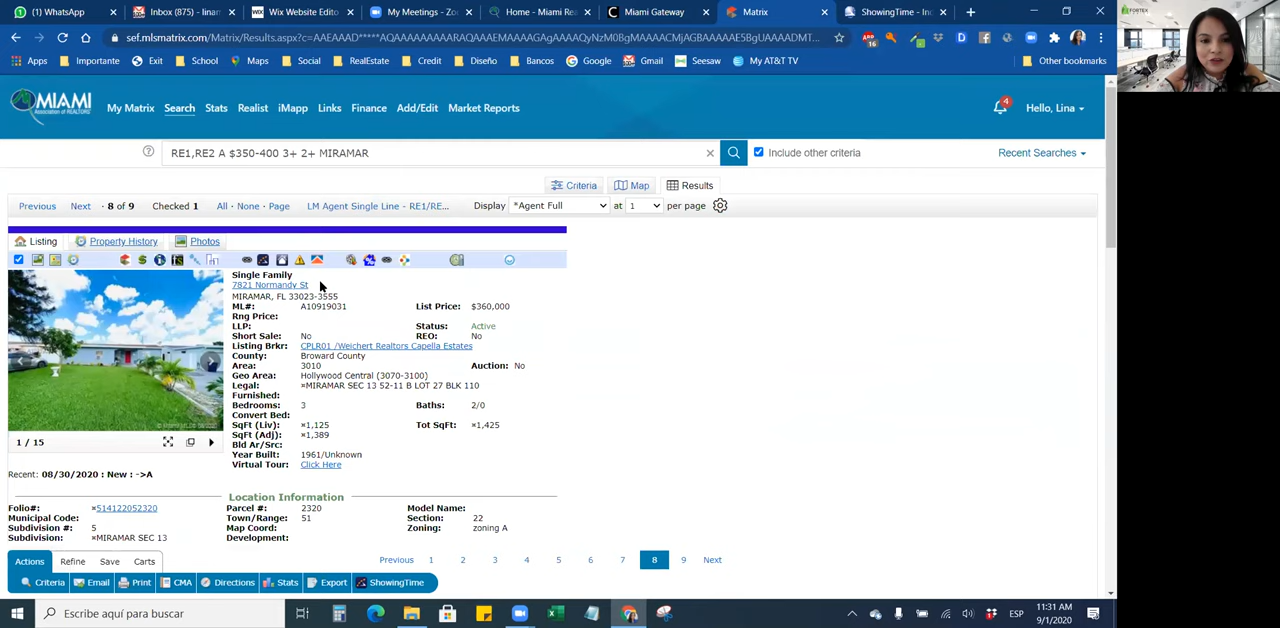 (1) WhatsApp
Inbox (875) - linam
Wix Website Edito
My Meetings - Zoo
Home - Miami Rea
Miami Gateway
Matrix
ShowingTime - Inc
sef.mlsmatrix.com/Matrix/Results.aspx?c=AAEAAAD*****AQAAAAAAAAARAQAAAEMAAAAGAgAAAAQyNzM0BgMAAAACMjAGBAAAAAE5BgUAAAADMT...
Apps
Importante
Exit
School
Maps
Social
RealEstate
Credit
Diseño
Bancos
Google
Gmail
Seesaw
My AT&T TV
Other bookmarks
MIAMI
My Matrix
Search
Stats
Realist
iMapp
Links
Finance
Add/Edit
Market Reports
4
Hello, Lina
RE1,RE2 A $350-400 3+ 2+ MIRAMAR
Include other criteria
Recent Searches
Criteria
Map
Results
Previous Next · 8 of 9 Checked 1 All · None · Page LM Agent Single Line - RE1/RE... Display *Agent Full at 1 per page
Listing
Property History
Photos
Single Family
7821 Normandy St
MIRAMAR, FL 33023-3555
ML#: A10919031 List Price: $360,000
Rng Price:
LLP: Status: Active
Short Sale: No REO: No
Listing Brkr: CPLR01 /Weichert Realtors Capella Estates
County: Broward County
Area: 3010 Auction: No
Geo Area: Hollywood Central (3070-3100)
Legal: ¤MIRAMAR SEC 13 52-11 B LOT 27 BLK 110
Furnished:
Bedrooms: 3 Baths: 2/0
Convert Bed:
SqFt (Liv): ¤1,125 Tot SqFt: ¤1,425
SqFt (Adj): ¤1,389
Bld Ar/Src:
Year Built: 1961/Unknown
Virtual Tour: Click Here
1 / 15
Recent: 08/30/2020 : New : ->A
Location Information
Folio#: ¤514122052320 Parcel #: 2320 Model Name:
Municipal Code: Town/Range: 51 Section: 22
Subdivision #: 5 Map Coord: Zoning: zoning A
Subdivision: ¤MIRAMAR SEC 13 Development:
Actions
Refine
Save
Carts
Previous 1 2 3 4 5 6 7 8 9 Next
Criteria
Email
Print
CMA
Directions
Stats
Export
ShowingTime
Escribe aquí para buscar
ESP
11:31 AM
9/1/2020